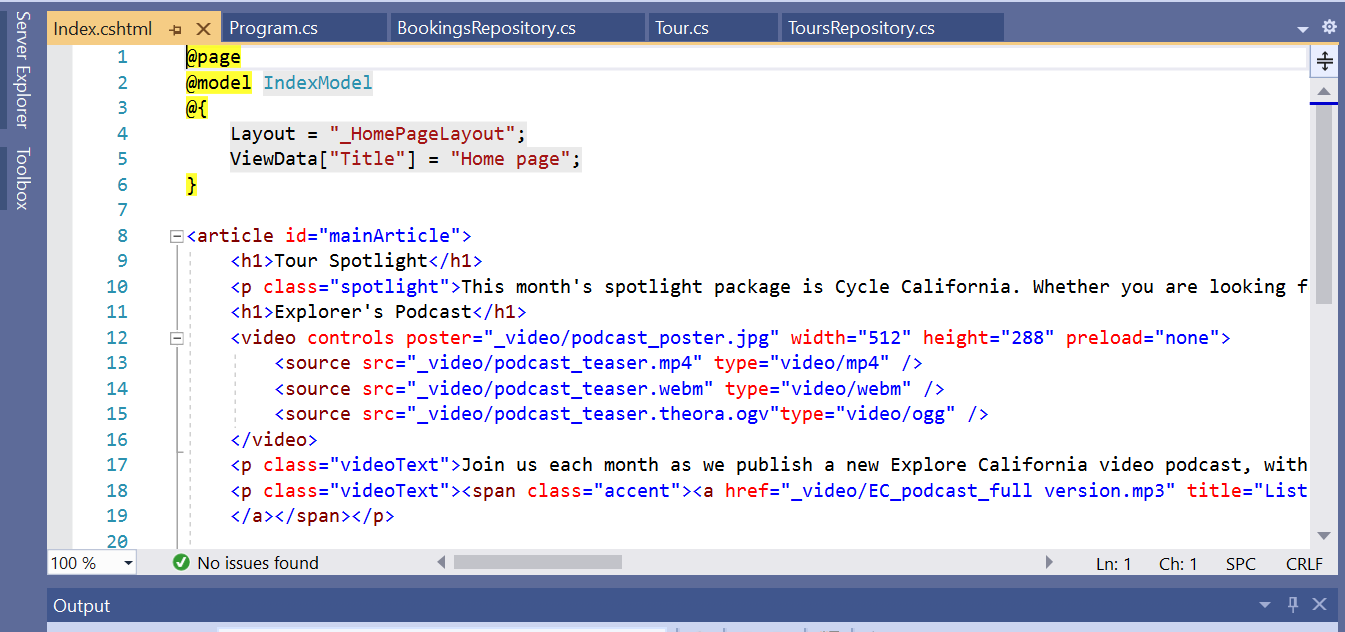 Server Explorer
Toolbox
Index.cshtml
Program.cs
BookingsRepository.cs
Tour.cs
ToursRepository.cs
1 @page
2 @model IndexModel
3 @{
4 Layout = "_HomePageLayout";
5 ViewData["Title"] = "Home page";
6 }
7
8 <article id="mainArticle">
9 <h1>Tour Spotlight</h1>
10 <p class="spotlight">This month's spotlight package is Cycle California. Whether you are looking f
11 <h1>Explorer's Podcast</h1>
12 <video controls poster="_video/podcast_poster.jpg" width="512" height="288" preload="none">
13 <source src="_video/podcast_teaser.mp4" type="video/mp4" />
14 <source src="_video/podcast_teaser.webm" type="video/webm" />
15 <source src="_video/podcast_teaser.theora.ogv"type="video/ogg" />
16 </video>
17 <p class="videoText">Join us each month as we publish a new Explore California video podcast, with
18 <p class="videoText"><span class="accent"><a href="_video/EC_podcast_full version.mp3" title="List
19 </a></span></p>
20
100 %
No issues found
Ln: 1
Ch: 1
SPC
CRLF
Output